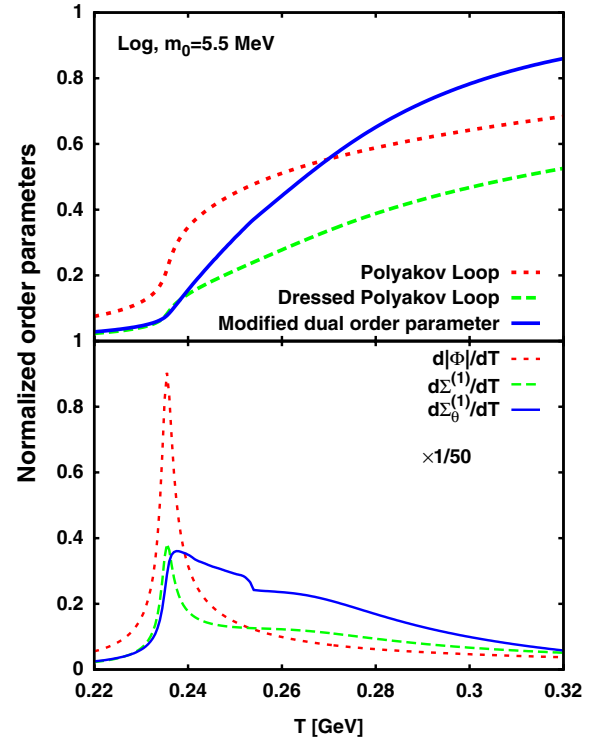 Normalized order parameters
1
0.8
0.6
0.4
0.2
Log, m₀=5.5 MeV
Polyakov Loop
Dressed Polyakov Loop
Modified dual order parameter
1
0.8
0.6
0.4
0.2
0
d|Φ|/dT
dΣ⁽¹⁾/dT
dΣ_θ⁽¹⁾/dT
×1/50
0.22 0.24 0.26 0.28 0.3 0.32
T [GeV]